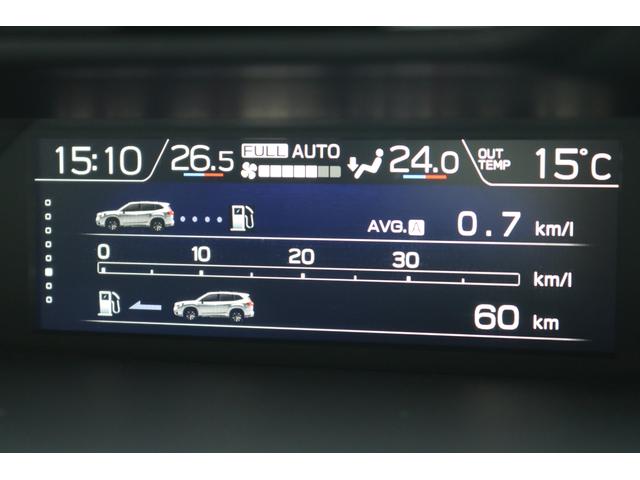 15:10 26.5 FULL AUTO 24.0 OUT TEMP 15°C
AVG. A 0.7 km/l
0 10 20 30 km/l
60 km